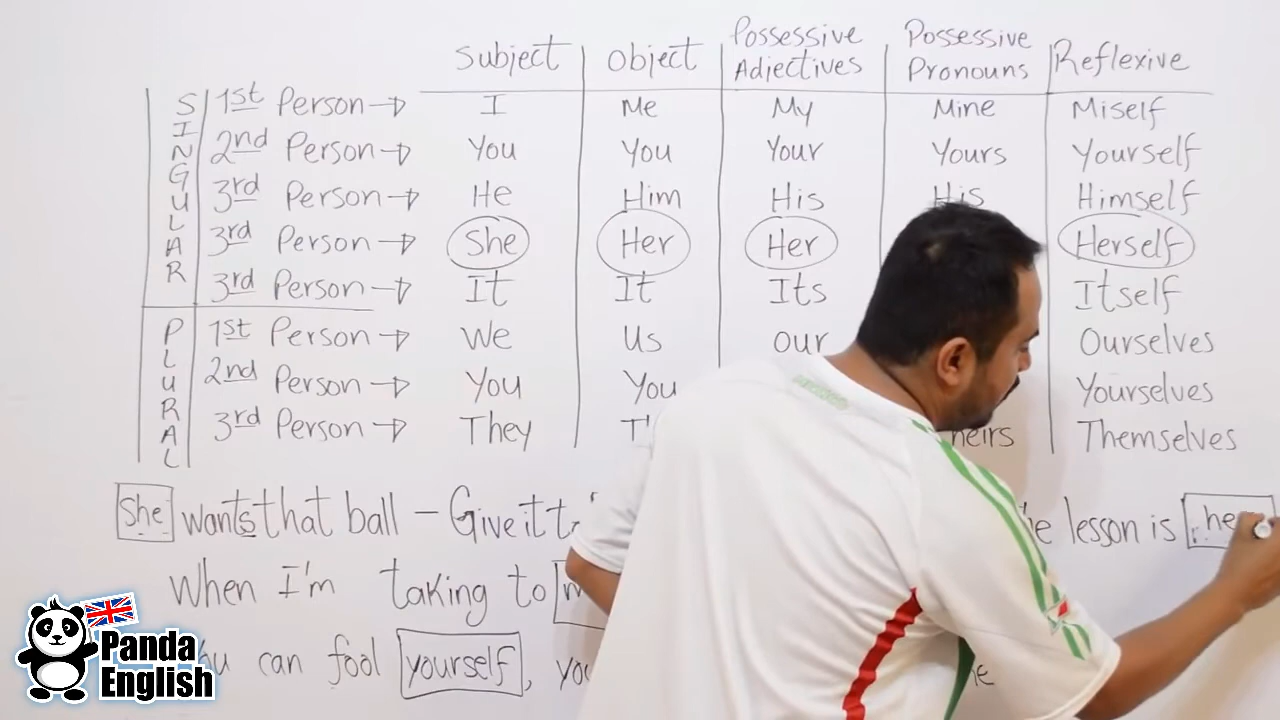 Subject Object Possessive Adjectives Possessive Pronouns Reflexive
SINGULAR
1st Person → I Me My Mine Miself
2nd Person → You You Your Yours Yourself
3rd Person → He Him His His Himself
3rd Person → She Her Her Herself
3rd Person → It It Its Itself
PLURAL
1st Person → We Us Our Ourselves
2nd Person → You You Yourselves
3rd Person → They Themselves
She wants that ball – Give it lesson is
When I'm taking to
can fool yourself,
Panda
English